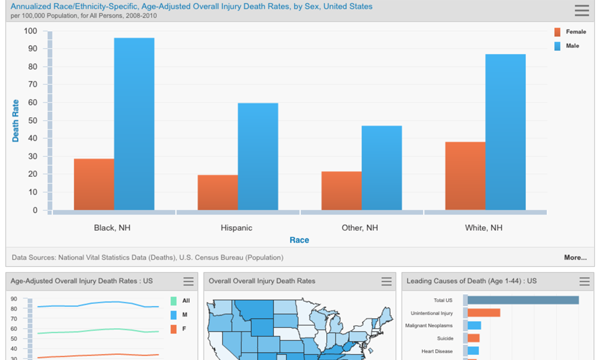 Annualized Race/Ethnicity-Specific, Age-Adjusted Overall Injury Death Rates, by Sex, United States
per 100,000 Population, for All Persons, 2008-2010
Female
Male
Death Rate
100
90
80
70
60
50
40
30
20
10
0
Black, NH
Hispanic
Other, NH
White, NH
Race
Data Sources: National Vital Statistics Data (Deaths), U.S. Census Bureau (Population)
More...
Age-Adjusted Overall Injury Death Rates : US
90
80
70
60
50
40
30
All
M
F
Overall Overall Injury Death Rates
Leading Causes of Death (Age 1-44) : US
Total US
Unintentional Injury
Malignant Neoplasms
Suicide
Heart Disease